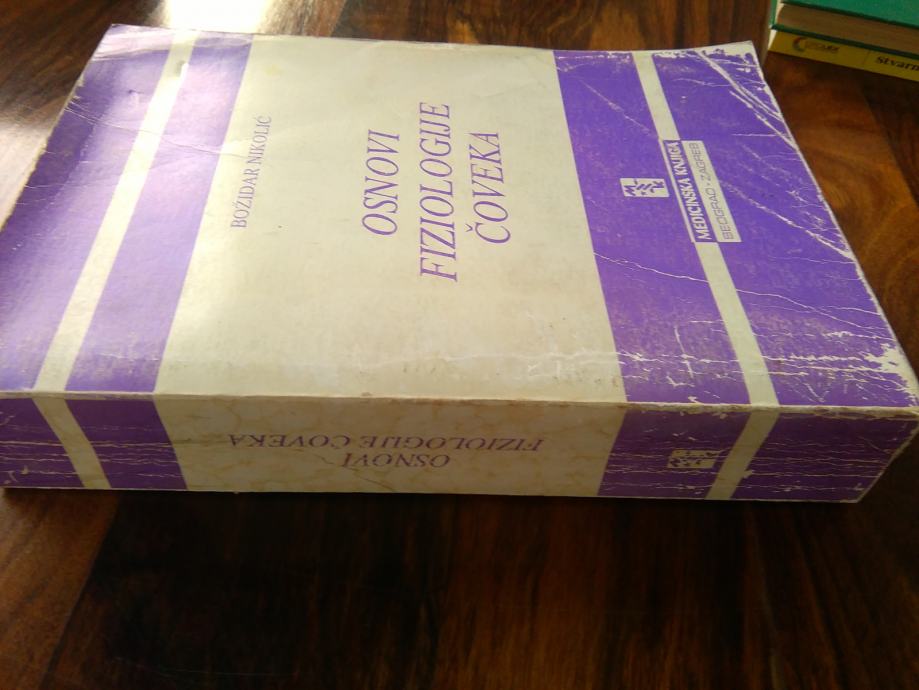 BOŽIDAR NIKOLIĆ
OSNOVI
FIZIOLOGIJE
ČOVEKA
MEDICINSKA KNJIGA
BEOGRAD - ZAGREB
OSNOVI
FIZIOLOGIJE ČOVEKA